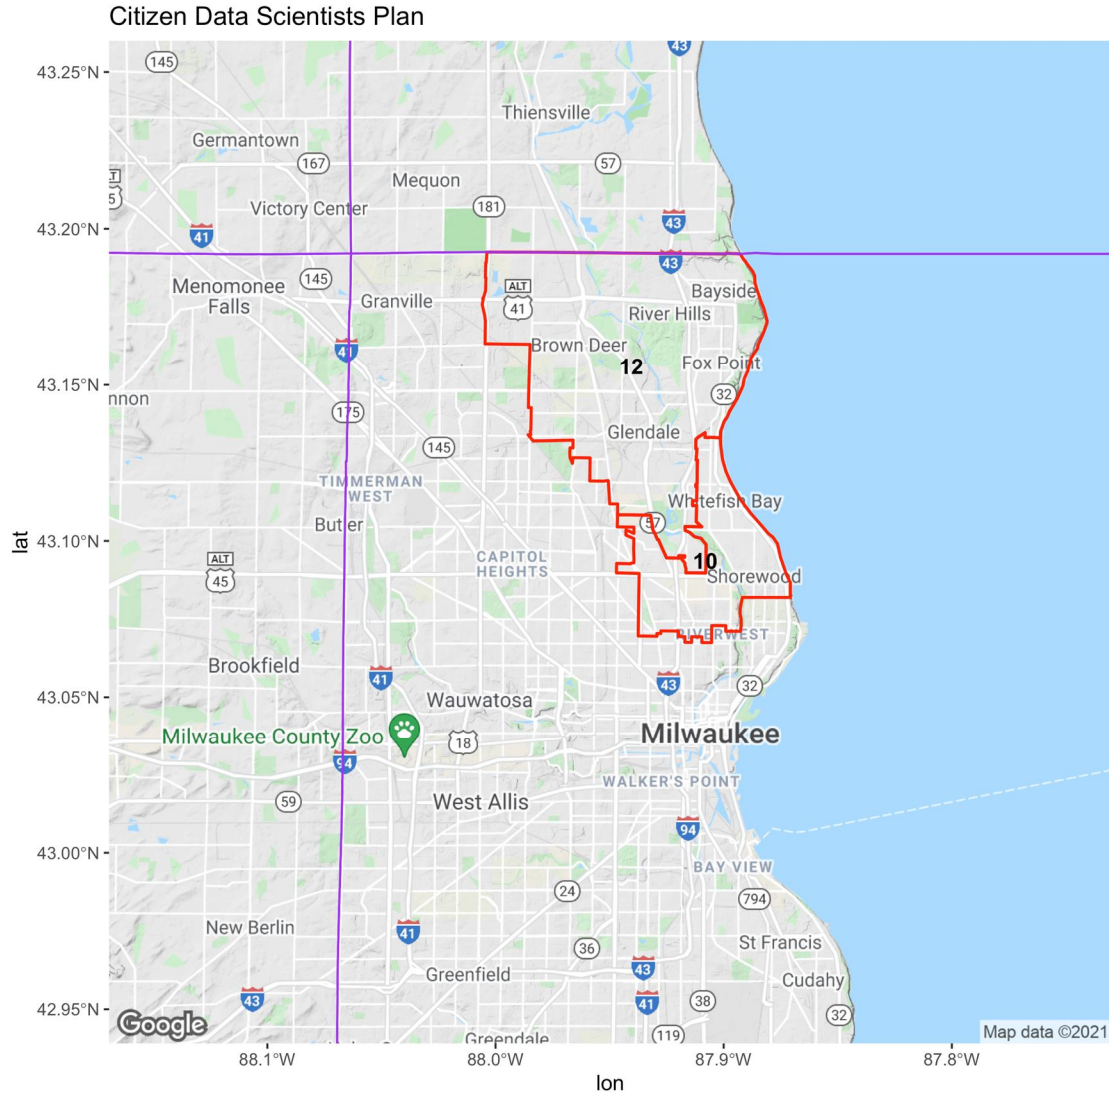 Citizen Data Scientists Plan
43
145
43.25°N
Thiensville
Germantown
167
57
Mequon
5
181
Victory Center
43
41
43.20°N
43
145
ALT
41
Bayside
Menomonee
Falls
Granville
River Hills
Brown Deer
41
12
Fox Point
43.15°N
32
nnon
175
Glendale
145
TIMMERMAN
WEST
Whitefish Bay
Butler
57
43.10°N
lat
ALT
45
CAPITOL
HEIGHTS
10
Shorewood
RIVERWEST
Brookfield
41
43
32
43.05°N
Wauwatosa
Milwaukee County Zoo
18
Milwaukee
94
WALKER'S POINT
59
West Allis
94
43.00°N
BAY VIEW
24
794
New Berlin
41
36
St Francis
43
Greenfield
Cudahy
43
41
38
32
42.95°N
Google
119
Greendale
Map data ©2021
88.1°W
88.0°W
87.9°W
87.8°W
lon